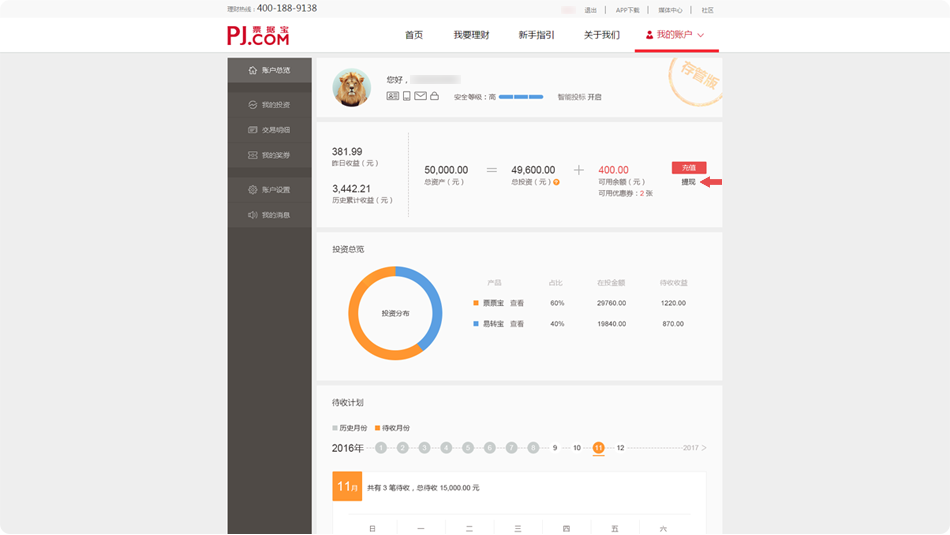 理财热线：400-188-9138
退出 | APP下载 | 媒体中心 | 社区
PJ.COM 票据宝
首页 我要理财 新手指引 关于我们 我的账户
账户总览
我的投资
交易明细
我的奖券
账户设置
我的消息
您好，
安全等级：高 智能投标 开启
存管版
381.99
昨日收益（元）
3,442.21
历史累计收益（元）
50,000.00 = 49,600.00 + 400.00
总资产（元） 总投资（元） ? 可用余额（元）
可用优惠券：2 张
充值
提现
投资总览
投资分布
产品 占比 在投金额 待收收益
票票宝 查看 60% 29760.00 1220.00
易转宝 查看 40% 19840.00 870.00
待收计划
历史月份 待收月份
2016年 1 2 3 4 5 6 7 8 9 10 11 12 2017 >
11月 共有 3 笔待收，总待收 15,000.00 元
日 一 二 三 四 五 六